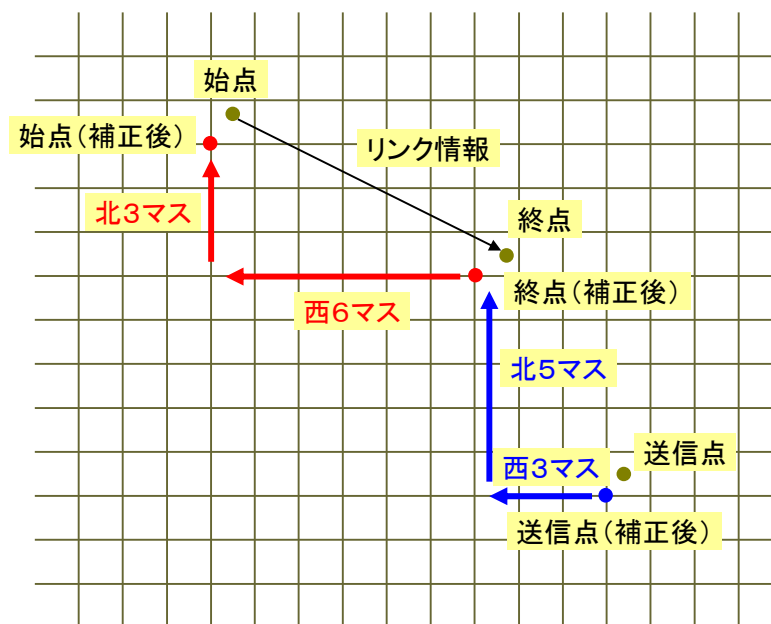 始点
始点(補正後)
リンク情報
北3マス
終点
終点(補正後)
西6マス
北5マス
送信点
西3マス
送信点(補正後)